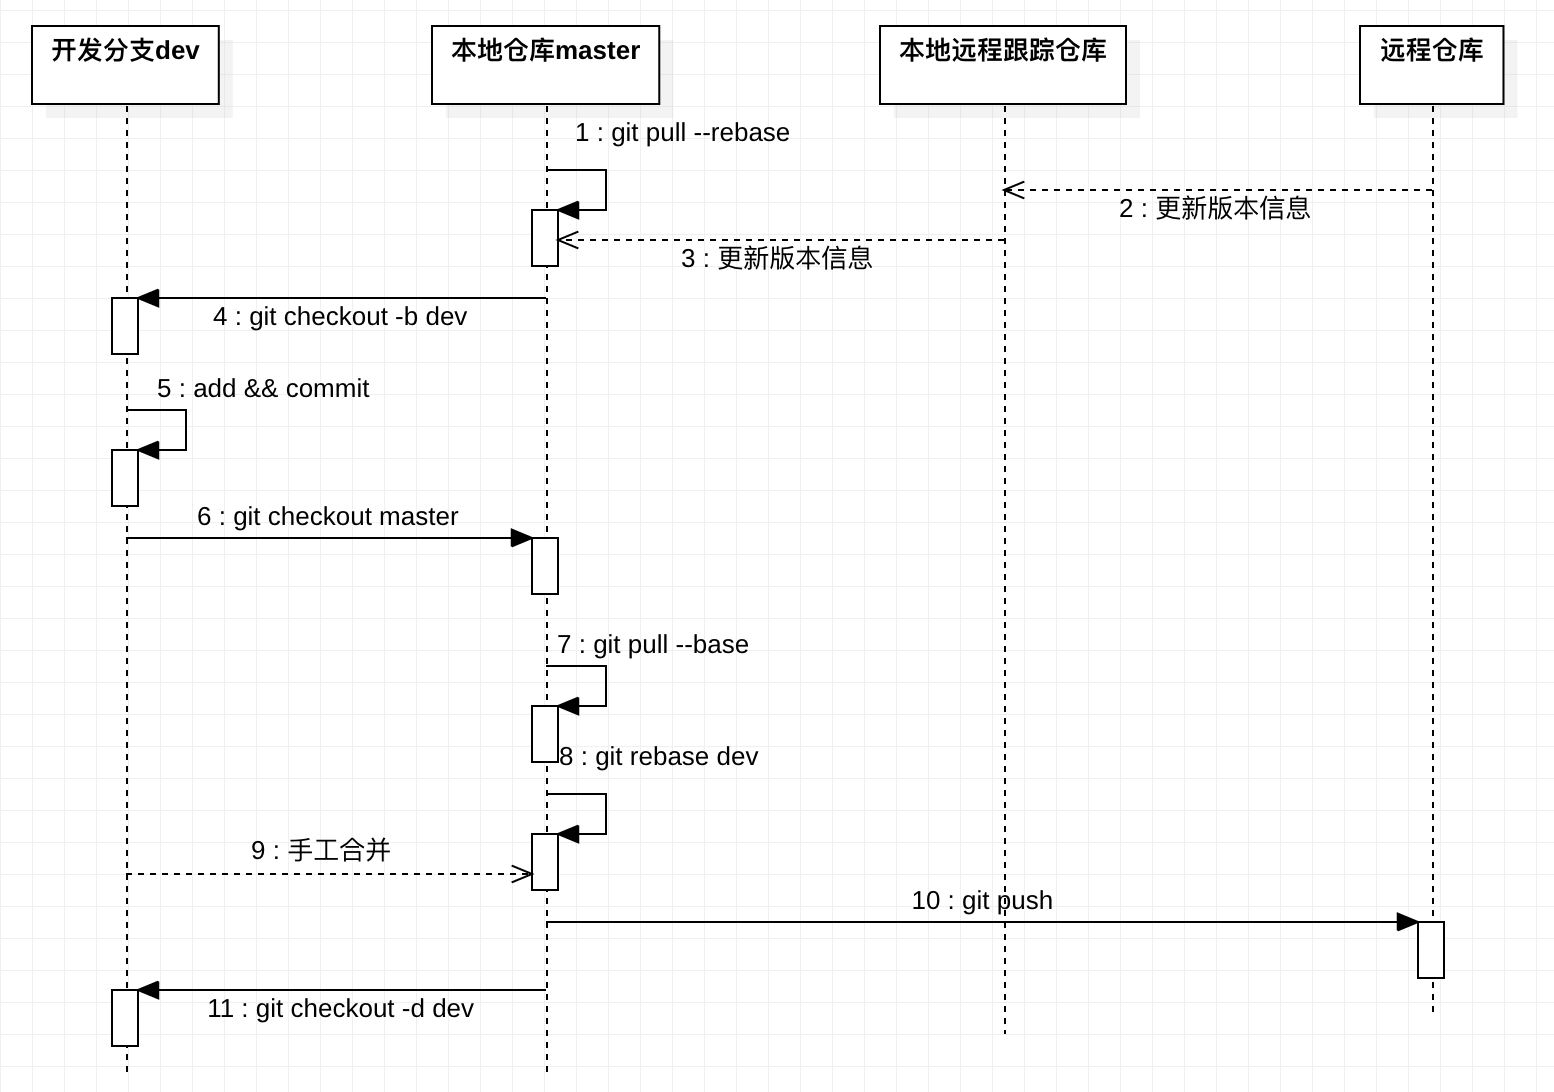 开发分支dev
本地仓库master
本地远程跟踪仓库
远程仓库
1 : git pull --rebase
2 : 更新版本信息
3 : 更新版本信息
4 : git checkout -b dev
5 : add && commit
6 : git checkout master
7 : git pull --base
8 : git rebase dev
9 : 手工合并
10 : git push
11 : git checkout -d dev